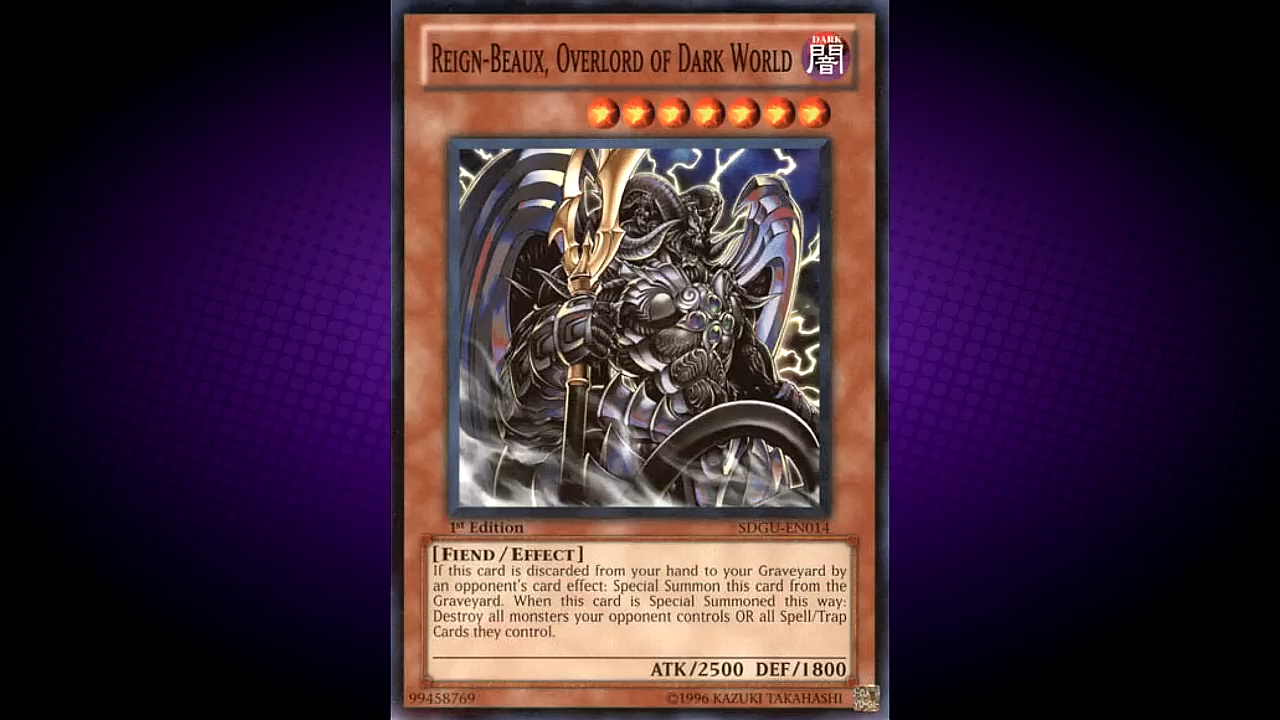 REIGN-BEAUX, OVERLORD OF DARK WORLD
DARK
闇
1st Edition
SDGU-EN014
[FIEND/EFFECT]
If this card is discarded from your hand to your Graveyard by
an opponent's card effect: Special Summon this card from the
Graveyard. When this card is Special Summoned this way:
Destroy all monsters your opponent controls OR all Spell/Trap
Cards they control.
ATK/2500 DEF/1800
99458769
©1996 KAZUKI TAKAHASHI